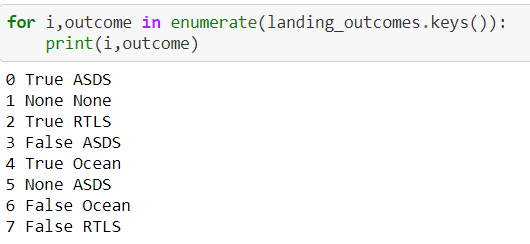 for i,outcome in enumerate(landing_outcomes.keys()):
    print(i,outcome)
0 True ASDS
1 None None
2 True RTLS
3 False ASDS
4 True Ocean
5 None ASDS
6 False Ocean
7 False RTLS